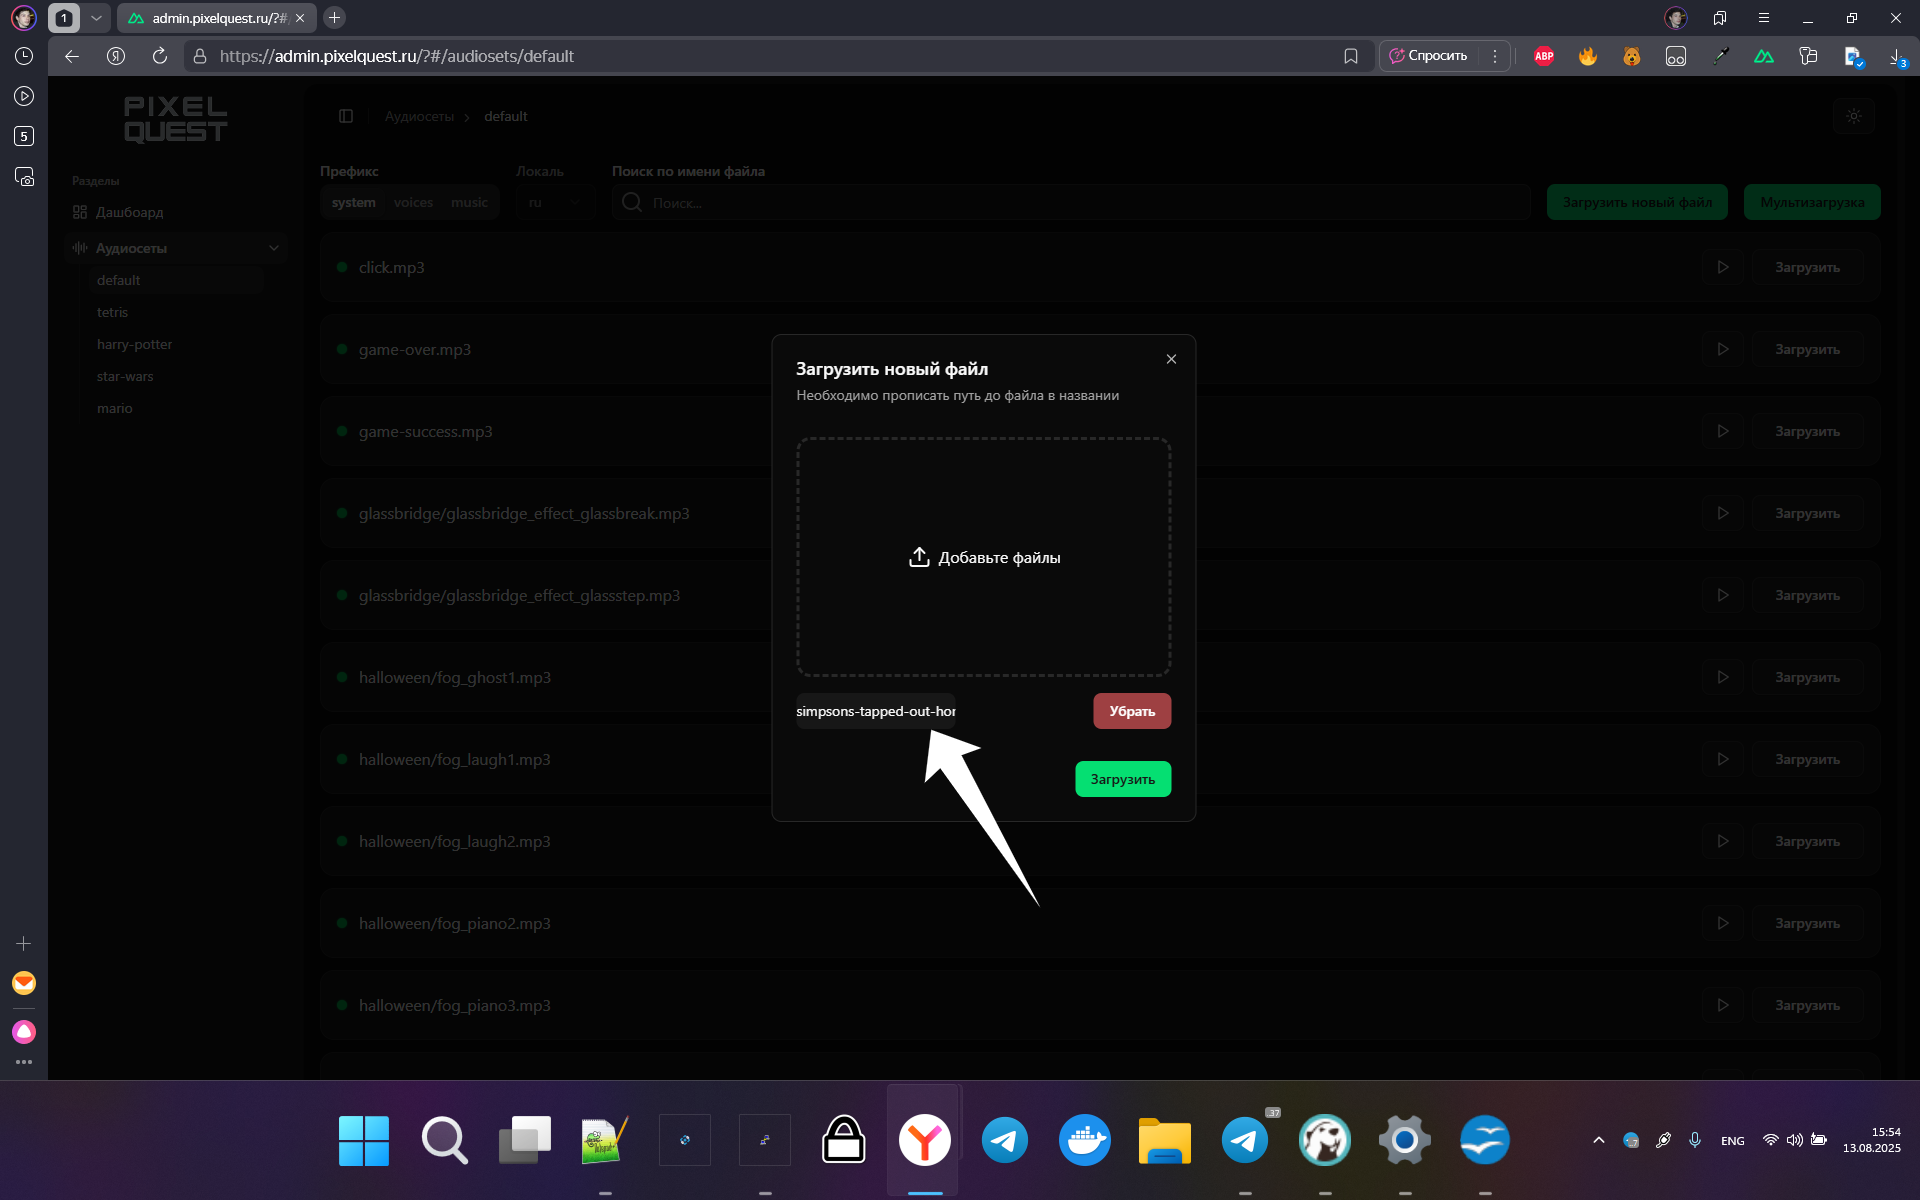 1
admin.pixelquest.ru/?#
https://admin.pixelquest.ru/?#/audiosets/default
Спросить
ABP
3
5
PIXEL
QUEST
Разделы
Дашбоард
Аудиосеты
default
tetris
harry-potter
star-wars
mario
Аудиосеты
default
Префикс
Локаль
Поиск по имени файла
system
voices
music
ru
Поиск...
Загрузить новый файл
Мультизагрузка
click.mp3
Загрузить
game-over.mp3
Загрузить
game-success.mp3
Загрузить
glassbridge/glassbridge_effect_glassbreak.mp3
Загрузить
glassbridge/glassbridge_effect_glassstep.mp3
Загрузить
halloween/fog_ghost1.mp3
Загрузить
halloween/fog_laugh1.mp3
Загрузить
halloween/fog_laugh2.mp3
Загрузить
halloween/fog_piano2.mp3
Загрузить
halloween/fog_piano3.mp3
Загрузить
Загрузить новый файл
Необходимо прописать путь до файла в названии
Добавьте файлы
simpsons-tapped-out-hor
Убрать
Загрузить
37
ENG
15:54
13.08.2025